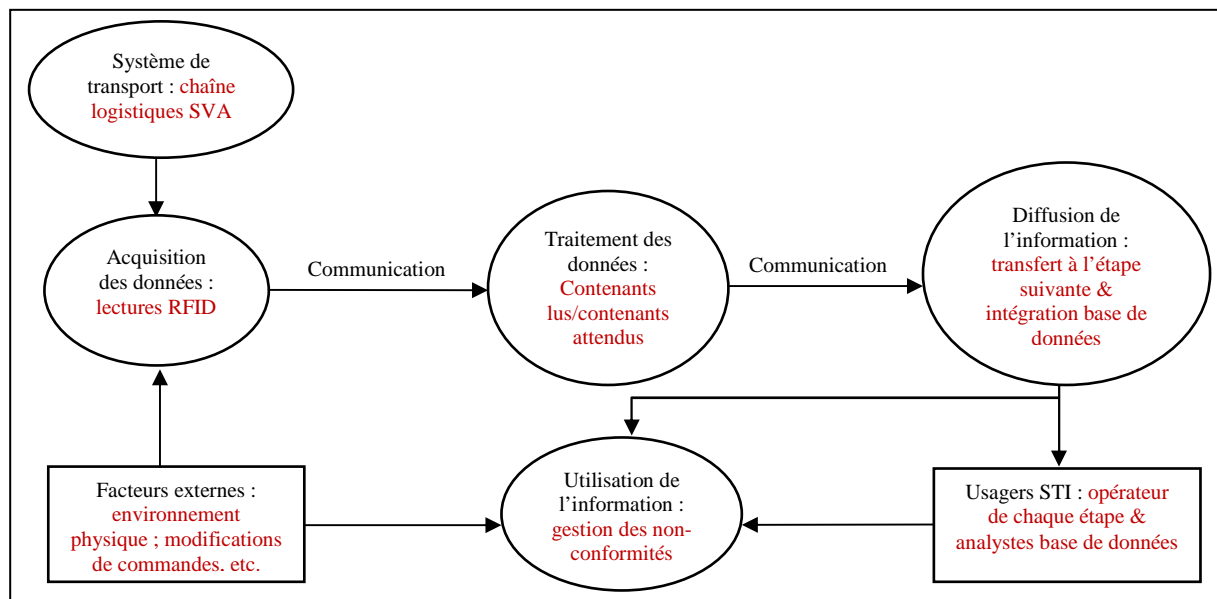 Système de
transport : chaîne
logistiques SVA
Acquisition
des données :
lectures RFID
Communication
Traitement des
données :
Contenants
lus/contenants
attendus
Communication
Diffusion de
l’information :
transfert à l’étape
suivante &
intégration base de
données
Facteurs externes :
environnement
physique ; modifications
de commandes, etc.
Utilisation de
l’information :
gestion des non-
conformités
Usagers STI : opérateur
de chaque étape &
analystes base de données